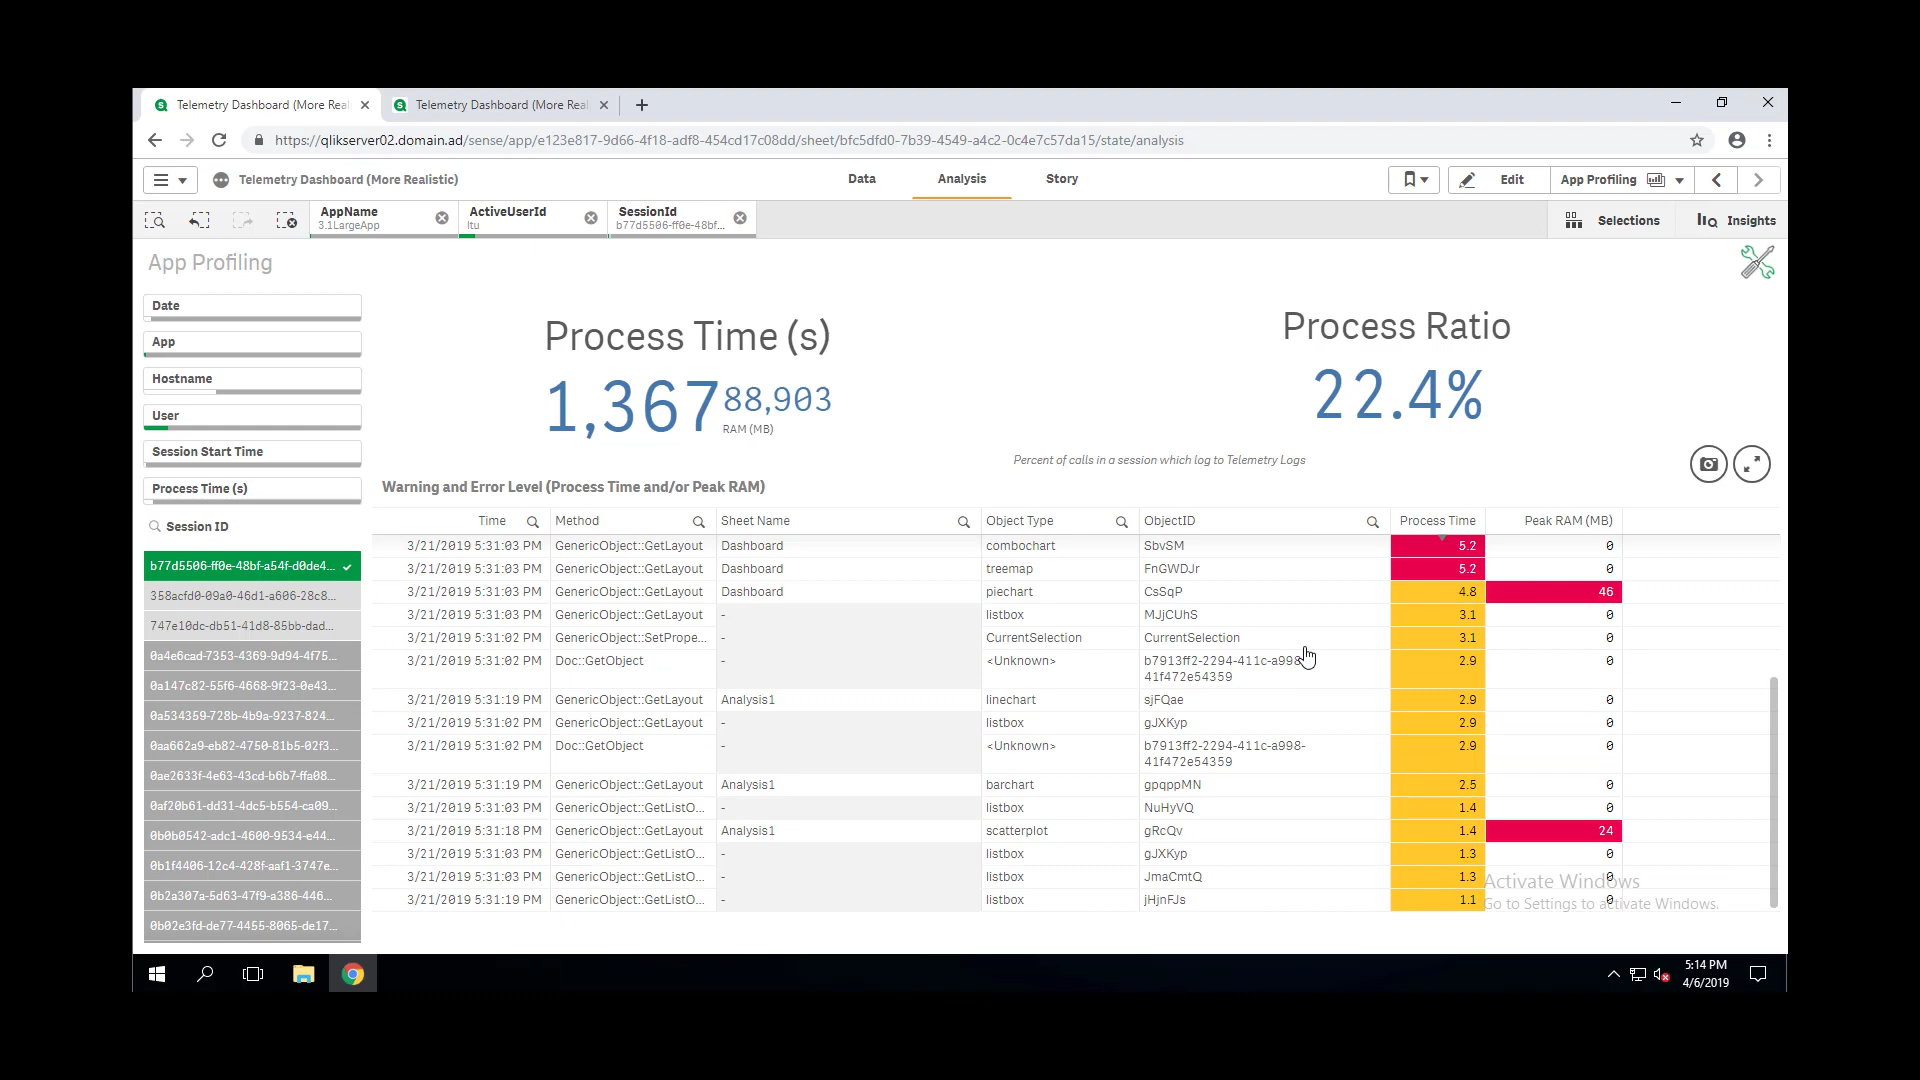 Telemetry Dashboard (More Real
Telemetry Dashboard (More Rea
https://qlikserver02.domain.ad/sense/app/e123e817-9d66-4f18-adf8-454cd17c08dd/sheet/bfc5dfd0-7b39-4549-a4c2-0c4e7c57da15/state/analysis
Telemetry Dashboard (More Realistic)
Data
Analysis
Story
Edit
App Profiling
AppName
3.1LargeApp
ActiveUserId
ltu
SessionId
b77d5506-ff0e-48bf...
Selections
Insights
App Profiling
Date
App
Hostname
User
Session Start Time
Process Time (s)
Session ID
b77d5506-ff0e-48bf-a54f-d0de4...
358acfd0-09a0-46d1-a606-28c8...
747e10dc-db51-41d8-85bb-dad...
0a4e6cad-7353-4369-9d94-4f75...
0a147c82-55f6-4668-9f23-0e43...
0a534359-728b-4b9a-9237-824...
0aa662a9-eb82-4750-81b5-02f3...
0ae2633f-4e63-43cd-b6b7-ffa08...
0af20b61-dd31-4dc5-b554-ca09...
0b0b0542-adc1-4600-9534-e44...
0b1f4406-12c4-428f-aaf1-3747e...
0b2a307a-5d63-47f9-a386-446...
0b02e3fd-de77-4455-8065-de17...
Process Time (s)
1,367 88,903
RAM (MB)
Process Ratio
22.4%
Percent of calls in a session which log to Telemetry Logs
Warning and Error Level (Process Time and/or Peak RAM)
Time Method Sheet Name Object Type ObjectID Process Time Peak RAM (MB)
3/21/2019 5:31:03 PM GenericObject::GetLayout Dashboard combochart SbvSM 5.2 0
3/21/2019 5:31:03 PM GenericObject::GetLayout Dashboard treemap FnGWDJr 5.2 0
3/21/2019 5:31:03 PM GenericObject::GetLayout Dashboard piechart CsSqP 4.8 46
3/21/2019 5:31:03 PM GenericObject::GetLayout - listbox MJjCUhS 3.1 0
3/21/2019 5:31:02 PM GenericObject::SetPrope... - CurrentSelection CurrentSelection 3.1 0
3/21/2019 5:31:02 PM Doc::GetObject - <Unknown> b7913ff2-2294-411c-a998- 2.9 0
41f472e54359
3/21/2019 5:31:19 PM GenericObject::GetLayout Analysis1 linechart sjFQae 2.9 0
3/21/2019 5:31:02 PM GenericObject::GetLayout - listbox gJXKyp 2.9 0
3/21/2019 5:31:02 PM Doc::GetObject - <Unknown> b7913ff2-2294-411c-a998- 2.9 0
41f472e54359
3/21/2019 5:31:19 PM GenericObject::GetLayout Analysis1 barchart gpqppMN 2.5 0
3/21/2019 5:31:03 PM GenericObject::GetListO... - listbox NuHyVQ 1.4 0
3/21/2019 5:31:18 PM GenericObject::GetLayout Analysis1 scatterplot gRcQv 1.4 24
3/21/2019 5:31:03 PM GenericObject::GetListO... - listbox gJXKyp 1.3 0
3/21/2019 5:31:03 PM GenericObject::GetListO... - listbox JmaCmtQ 1.3 0
3/21/2019 5:31:19 PM GenericObject::GetListO... - listbox jHjnFJs 1.1 0
Activate Windows
Go to Settings to activate Windows.
5:14 PM
4/6/2019